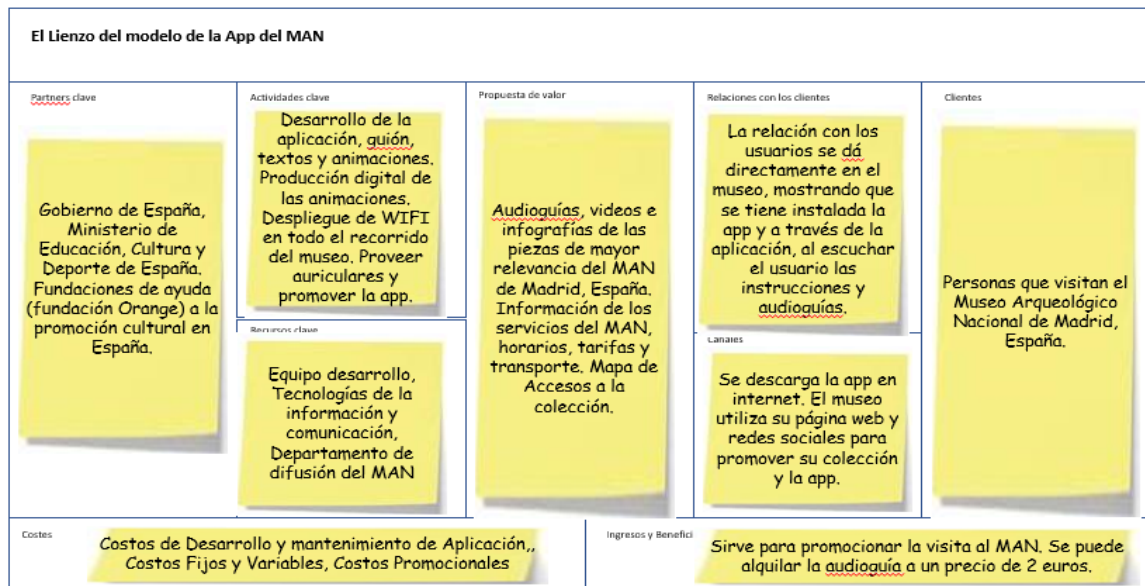 El Lienzo del modelo de la App del MAN
Partners clave
Gobierno de España,
Ministerio de
Educación, Cultura y
Deporte de España.
Fundaciones de ayuda
(fundación Orange) a la
promoción cultural en
España.
Actividades clave
Desarrollo de la
aplicación, guión,
textos y animaciones.
Producción digital de
las animaciones.
Despliegue de WIFI
en todo el recorrido
del museo. Proveer
auriculares y
promover la app.
Recursos clave
Equipo desarrollo,
Tecnologías de la
información y
comunicación,
Departamento de
difusión del MAN
Propuesta de valor
Audioguías, videos e
infografías de las
piezas de mayor
relevancia del MAN
de Madrid, España.
Información de los
servicios del MAN,
horarios, tarifas y
transporte. Mapa de
Accesos a la
colección.
Relaciones con los clientes
La relación con los
usuarios se dá
directamente en el
museo, mostrando que
se tiene instalada la
app y a través de la
aplicación, al escuchar
el usuario las
instrucciones y
audioguías.
Canales
Se descarga la app en
internet. El museo
utiliza su página web y
redes sociales para
promover su colección
y la app.
Clientes
Personas que visitan el
Museo Arqueológico
Nacional de Madrid,
España.
Costes
Costos de Desarrollo y mantenimiento de Aplicación,,
Costos Fijos y Variables, Costos Promocionales
Ingresos y Benefici
Sirve para promocionar la visita al MAN. Se puede
alquilar la audioguía a un precio de 2 euros.